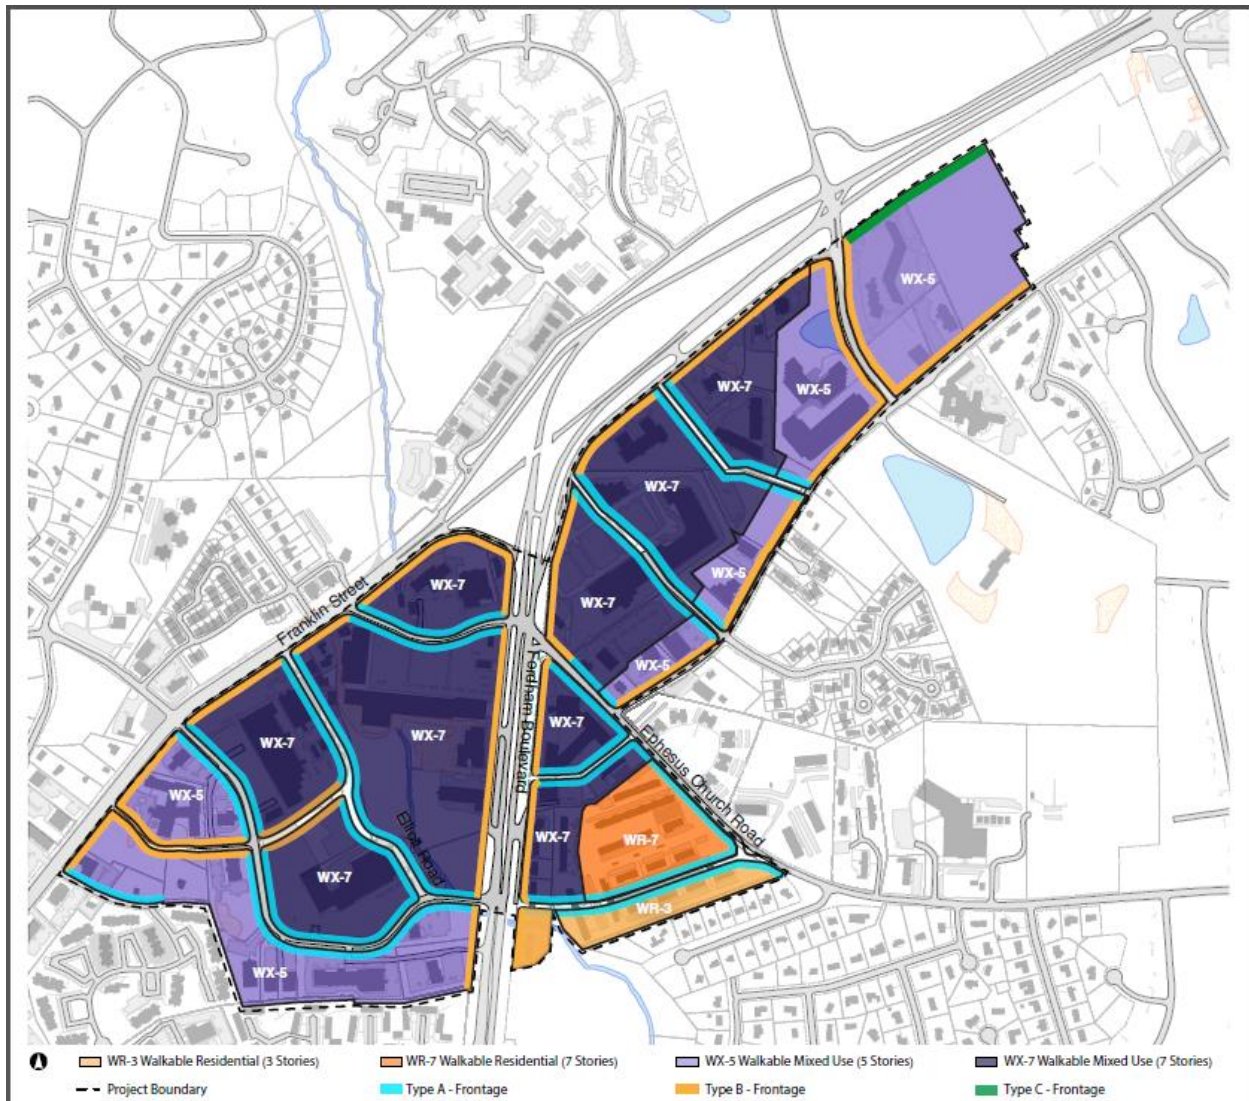 WX-5
WX-7
WX-5
WX-7
WX-5
WX-7
WX-7
WX-5
Franklin Street
Fordham Boulevard
WX-7
WX-7
WX-7
Ephesus Church Road
WX-5
Elliott Road
WX-7
WR-7
WX-7
WR-3
WX-5
WR-3 Walkable Residential (3 Stories)
WR-7 Walkable Residential (7 Stories)
WX-5 Walkable Mixed Use (5 Stories)
WX-7 Walkable Mixed Use (7 Stories)
Project Boundary
Type A - Frontage
Type B - Frontage
Type C - Frontage